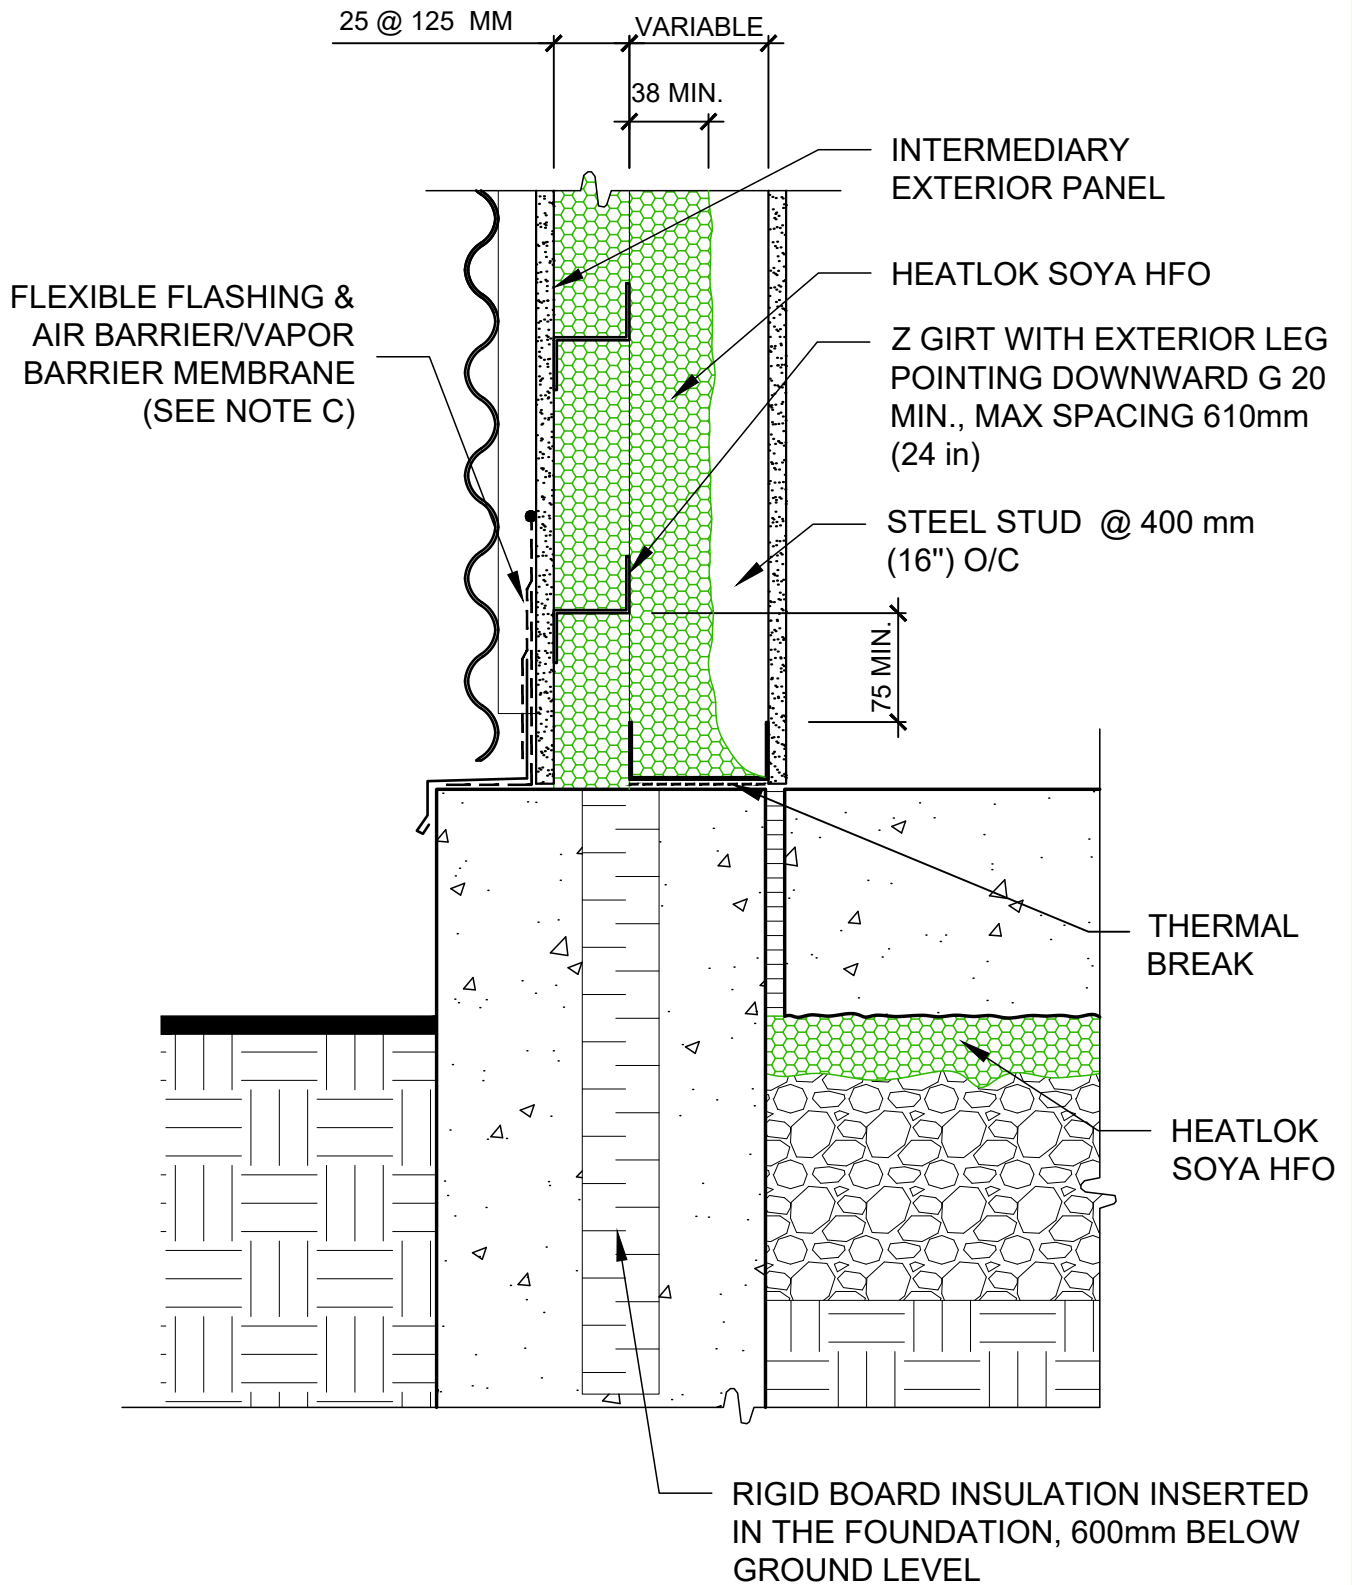 25 @ 125 MM
VARIABLE
38 MIN.
INTERMEDIARY
EXTERIOR PANEL
HEATLOK SOYA HFO
FLEXIBLE FLASHING &
AIR BARRIER/VAPOR
BARRIER MEMBRANE
(SEE NOTE C)
Z GIRT WITH EXTERIOR LEG
POINTING DOWNWARD G 20
MIN., MAX SPACING 610mm
(24 in)
STEEL STUD @ 400 mm
(16") O/C
75 MIN.
THERMAL
BREAK
HEATLOK
SOYA HFO
RIGID BOARD INSULATION INSERTED
IN THE FOUNDATION, 600mm BELOW
GROUND LEVEL